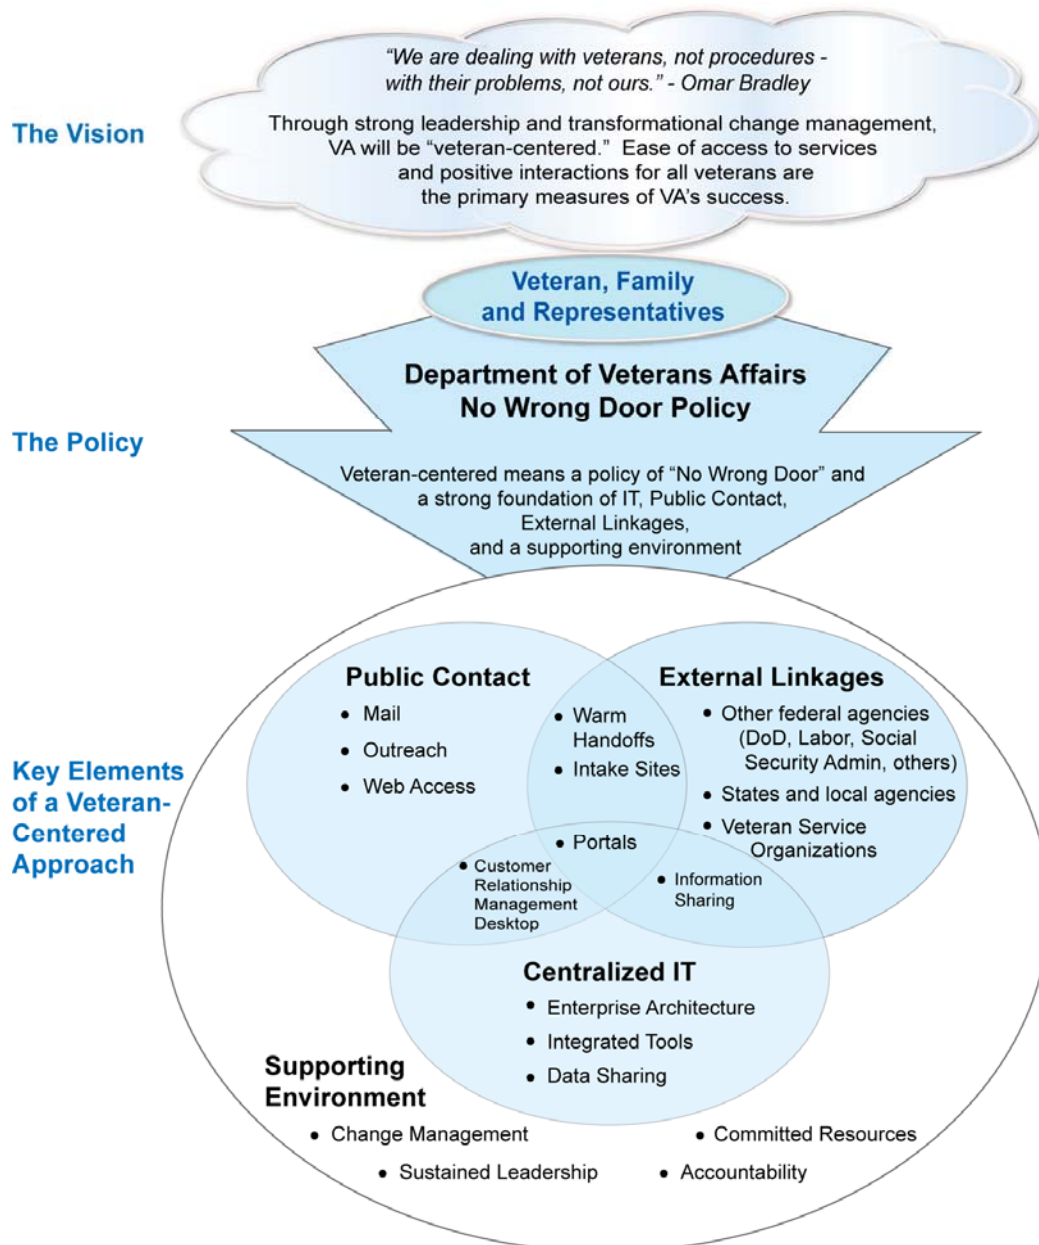 “We are dealing with veterans, not procedures -
with their problems, not ours.” - Omar Bradley
The Vision
Through strong leadership and transformational change management,
VA will be “veteran-centered.” Ease of access to services
and positive interactions for all veterans are
the primary measures of VA’s success.
Veteran, Family
and Representatives
Department of Veterans Affairs
No Wrong Door Policy
The Policy
Veteran-centered means a policy of “No Wrong Door” and
a strong foundation of IT, Public Contact,
External Linkages,
and a supporting environment
Key Elements
of a Veteran-
Centered
Approach
Public Contact
• Mail
• Outreach
• Web Access
• Warm
Handoffs
• Intake Sites
• Portals
External Linkages
• Other federal agencies
(DoD, Labor, Social
Security Admin, others)
• States and local agencies
• Veteran Service
Organizations
• Customer
Relationship
Management
Desktop
• Information
Sharing
Centralized IT
• Enterprise Architecture
• Integrated Tools
• Data Sharing
Supporting
Environment
• Change Management
• Sustained Leadership
• Committed Resources
• Accountability